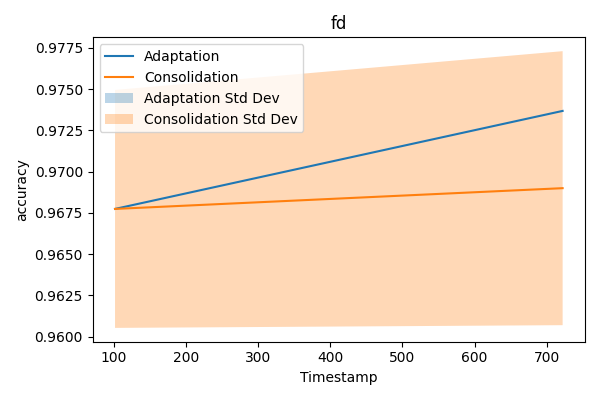 fd
0.9775
0.9750
0.9725
0.9700
0.9675
0.9650
0.9625
0.9600
accuracy
Adaptation
Consolidation
Adaptation Std Dev
Consolidation Std Dev
100 200 300 400 500 600 700
Timestamp